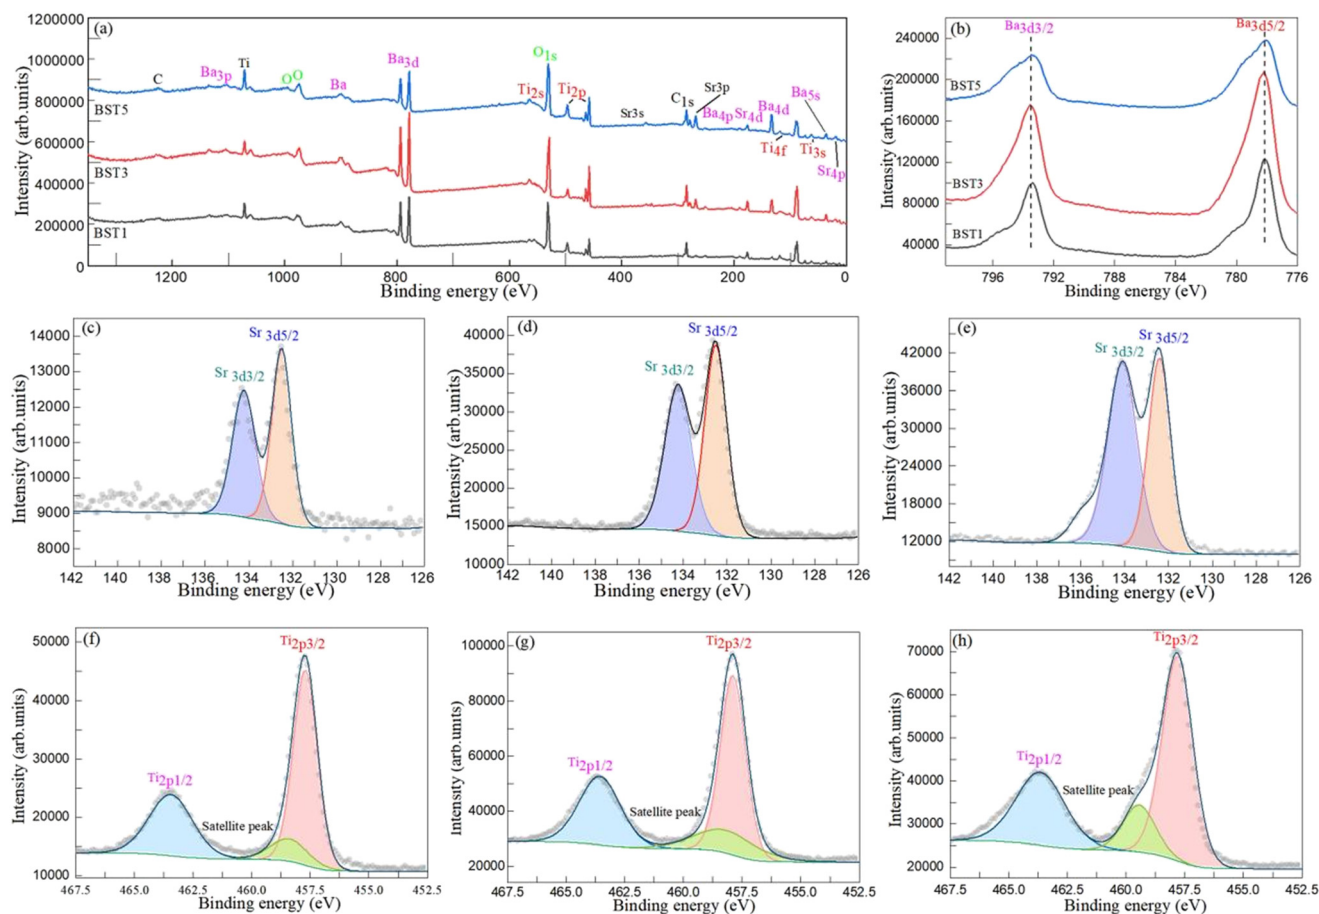 (a)
1200000
1000000
800000
600000
400000
200000
0
Intensity (arb.units)
BST5
BST3
BST1
C
Ba3p
Ti
O O
Ba
Ba3d
Ti2s
O1s
Ti2p
Sr3s
C1s
Sr3p
Ba4p
Sr4d
Ba4d
Ti4f
Ba5s
Ti3s
Sr4p
1200 1000 800 600 400 200 0
Binding energy (eV)
(b)
Ba3d3/2
Ba3d5/2
240000
200000
160000
120000
80000
40000
Intensity (arb.units)
BST5
BST3
BST1
796 792 788 784 780 776
Binding energy (eV)
(c)
Sr 3d5/2
Sr 3d3/2
14000
13000
12000
11000
10000
9000
8000
Intensity (arb.units)
142 140 138 136 134 132 130 128 126
Binding energy (eV)
(d)
Sr 3d5/2
Sr 3d3/2
40000
35000
30000
25000
20000
15000
10000
Intensity (arb.units)
142 140 138 136 134 132 130 128 126
Binding energy (eV)
(e)
Sr 3d5/2
Sr 3d3/2
42000
36000
30000
24000
18000
12000
Intensity (arb.units)
142 140 138 136 134 132 130 128 126
Binding energy (eV)
(f)
Ti2p3/2
Ti2p1/2
Satellite peak
50000
40000
30000
20000
10000
Intensity (arb.units)
467.5 465.0 462.5 460.0 457.5 455.0 452.5
Binding energy (eV)
(g)
Ti2p3/2
Ti2p1/2
Satellite peak
100000
80000
60000
40000
20000
Intensity (arb.units)
467.5 465.0 462.5 460.0 457.5 455.0 452.5
Binding energy (eV)
(h)
Ti2p3/2
Ti2p1/2
Satellite peak
70000
60000
50000
40000
30000
20000
Intensity (arb.units)
467.5 465.0 462.5 460.0 457.5 455.0 452.5
Binding energy (eV)